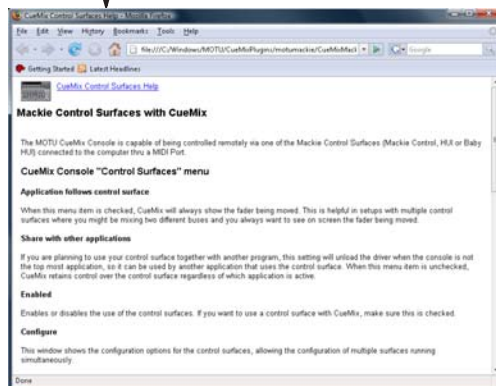 CueMix Control Surfaces Help - Mozilla Firefox
File Edit View History Bookmarks Tools Help
file:///C:/Windows/MOTU/CueMixPlugins/motumackie/CueMixMacki
Google
Getting Started Latest Headlines
CueMix Control Surfaces Help
Mackie Control Surfaces with CueMix
The MOTU CueMix Console is capable of being controlled remotely via one of the Mackie Control Surfaces (Mackie Control, HUI or Baby
HUI) connected to the computer thru a MIDI Port.
CueMix Console "Control Surfaces" menu
Application follows control surface
When this menu item is checked, CueMix will always show the fader being moved. This is helpful in setups with multiple control
surfaces where you might be mixing two different buses and you always want to see on screen the fader being moved.
Share with other applications
If you are planning to use your control surface together with another program, this setting will unload the driver when the console is not
the top most application, so it can be used by another application that uses the control surface. When this menu item is unchecked,
CueMix retains control over the control surface regardless of which application is active.
Enabled
Enables or disables the use of the control surfaces. If you want to use a control surface with CueMix, make sure this is checked.
Configure
This window shows the configuration options for the control surfaces, allowing the configuration of multiple surfaces running
simultaneously.
Done